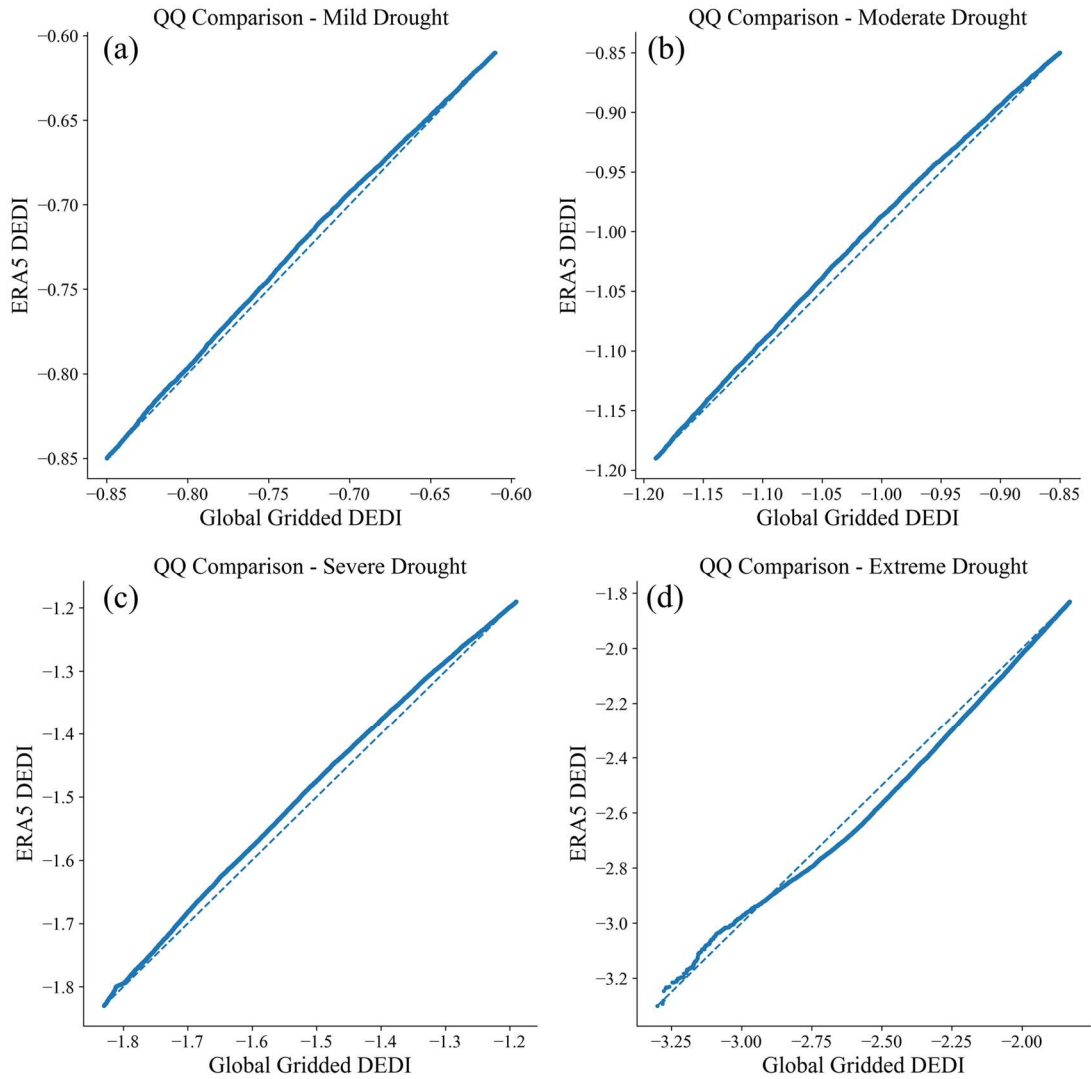 QQ Comparison - Mild Drought
(a)
−0.60
−0.65
−0.70
−0.75
−0.80
−0.85
ERA5 DEDI
−0.85 −0.80 −0.75 −0.70 −0.65 −0.60
Global Gridded DEDI
QQ Comparison - Moderate Drought
(b)
−0.85
−0.90
−0.95
−1.00
−1.05
−1.10
−1.15
−1.20
ERA5 DEDI
−1.20 −1.15 −1.10 −1.05 −1.00 −0.95 −0.90 −0.85
Global Gridded DEDI
QQ Comparison - Severe Drought
(c)
−1.2
−1.3
−1.4
−1.5
−1.6
−1.7
−1.8
ERA5 DEDI
−1.8 −1.7 −1.6 −1.5 −1.4 −1.3 −1.2
Global Gridded DEDI
QQ Comparison - Extreme Drought
(d)
−1.8
−2.0
−2.2
−2.4
−2.6
−2.8
−3.0
−3.2
ERA5 DEDI
−3.25 −3.00 −2.75 −2.50 −2.25 −2.00
Global Gridded DEDI